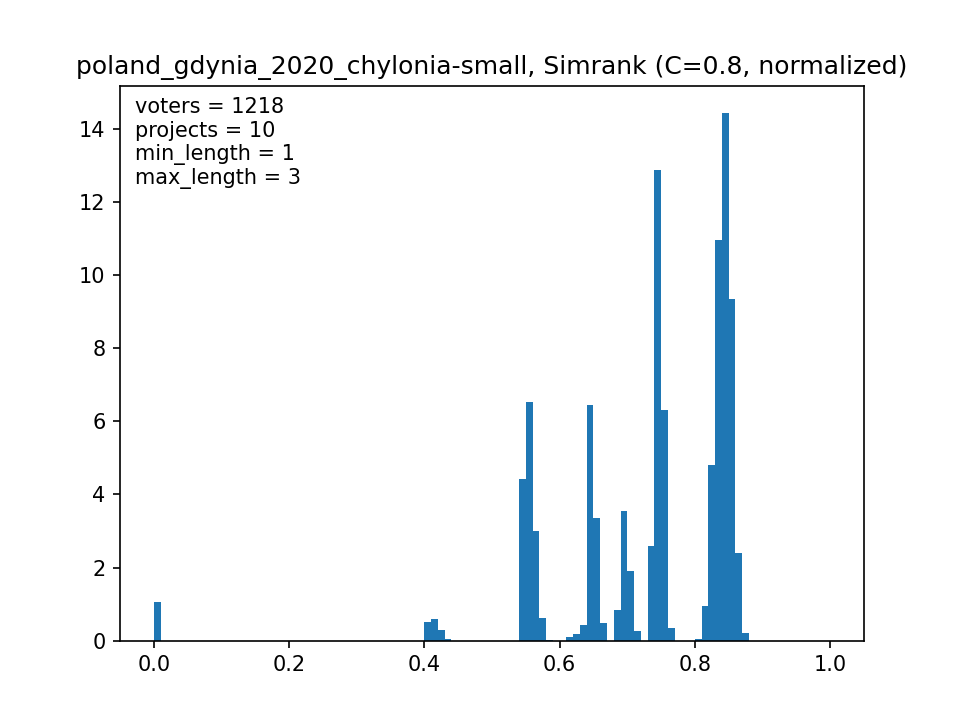 poland_gdynia_2020_chylonia-small, Simrank (C=0.8, normalized)
voters = 1218
projects = 10
min_length = 1
max_length = 3
14
12
10
8
6
4
2
0
0.0 0.2 0.4 0.6 0.8 1.0